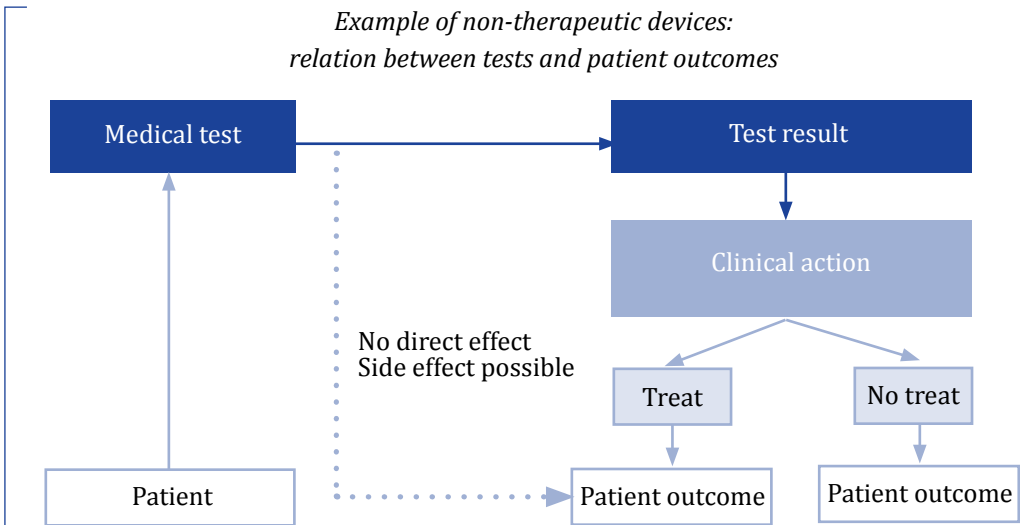 Example of non-therapeutic devices:
relation between tests and patient outcomes
Medical test
Test result
Clinical action
No direct effect
Side effect possible
Treat
No treat
Patient
Patient outcome
Patient outcome